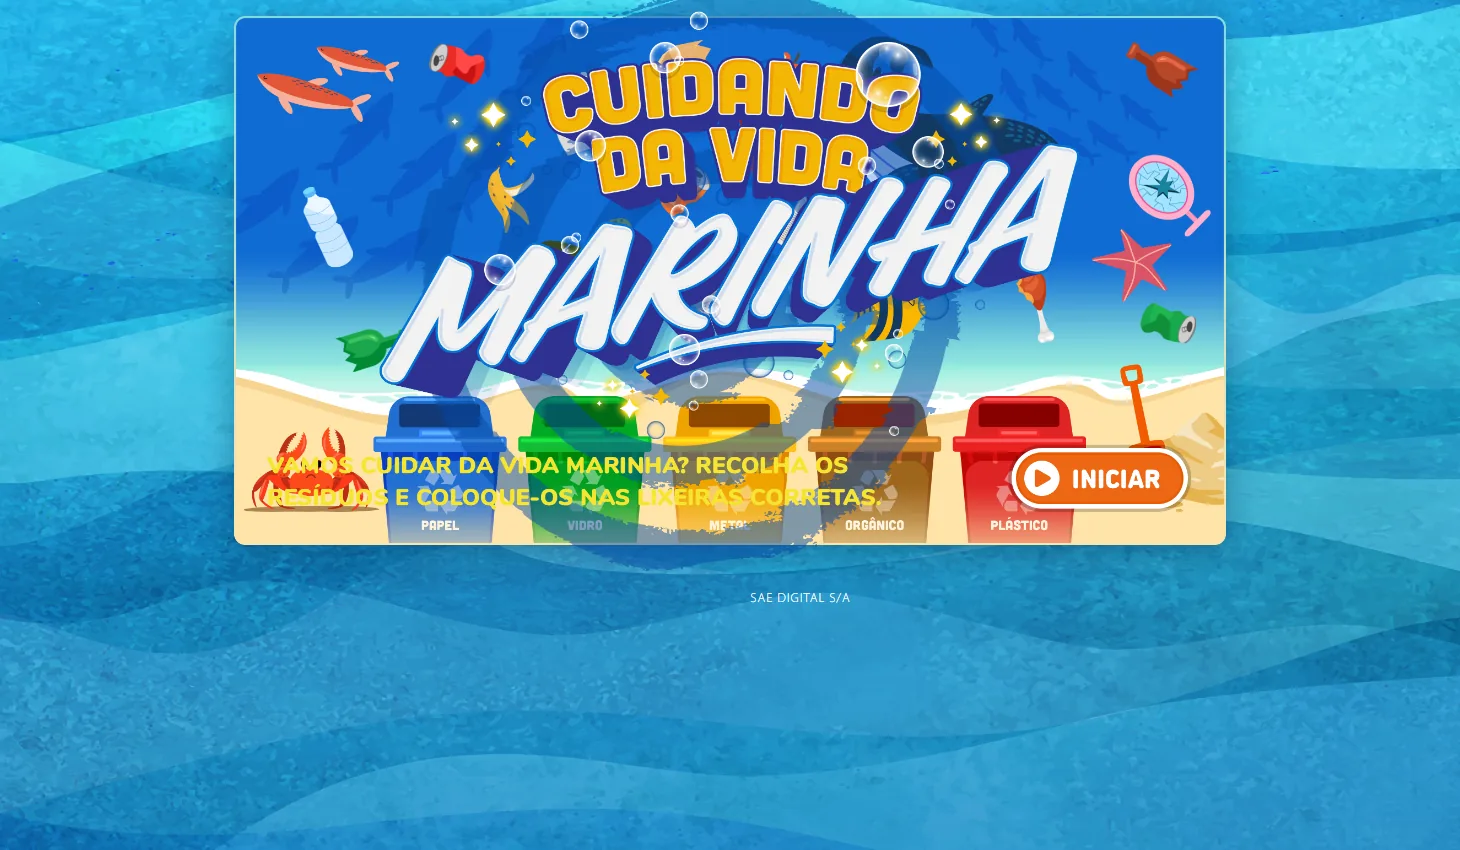 CUIDANDO
DA VIDA
MARINHA
VAMOS CUIDAR DA VIDA MARINHA? RECOLHA OS
RESÍDUOS E COLOQUE-OS NAS LIXEIRAS CORRETAS.
INICIAR
PAPEL
VIDRO
METAL
ORGÂNICO
PLÁSTICO
SAE DIGITAL S/A